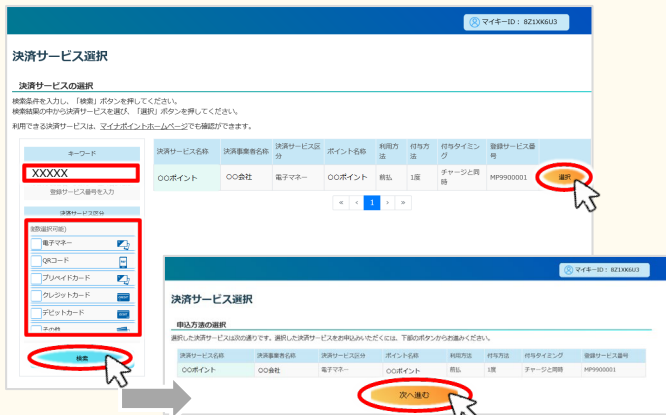 マイキーID : 8Z1XK6U3
決済サービス選択
決済サービスの選択
検索条件を入力し、「検索」ボタンを押してください。
検索結果の中から決済サービスを選び、「選択」ボタンを押してください。
利用できる決済サービスは、マイナポイントホームページでも確認ができます。
キーワード
XXXXX
登録サービス番号を入力
決済サービス区分
複数選択可能)
電子マネー
QRコード
プリペイドカード
クレジットカード
デビットカード
その他
検索
決済サービス名称 決済事業者名称 決済サービス区分 ポイント名称 利用方法 付与方法 付与タイミング 登録サービス番号
〇〇ポイント 〇〇会社 電子マネー 〇〇ポイント 前払 1度 チャージと同時 MP9900001 選択
« ‹ 1 › »
マイキーID : 8Z1XK6U3
決済サービス選択
申込方法の選択
選択した決済サービスは次の通りです。選択した決済サービスをお申込みいただくには、下部のボタンからお進みください。
決済サービス名称 決済事業者名称 決済サービス区分 ポイント名称 利用方法 付与方法 付与タイミング 登録サービス番号
〇〇ポイント 〇〇会社 電子マネー 〇〇ポイント 前払 1度 チャージと同時 MP9900001
次へ進む